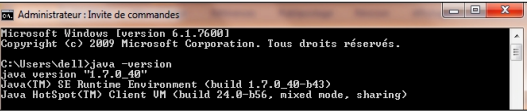 Administrateur : Invite de commandes
Microsoft Windows [version 6.1.7600]
Copyright (c) 2009 Microsoft Corporation. Tous droits réservés.
C:\Users\dell>java -version
java version "1.7.0_40"
Java(TM) SE Runtime Environment (build 1.7.0_40-b43)
Java HotSpot(TM) Client VM (build 24.0-b56, mixed mode, sharing)